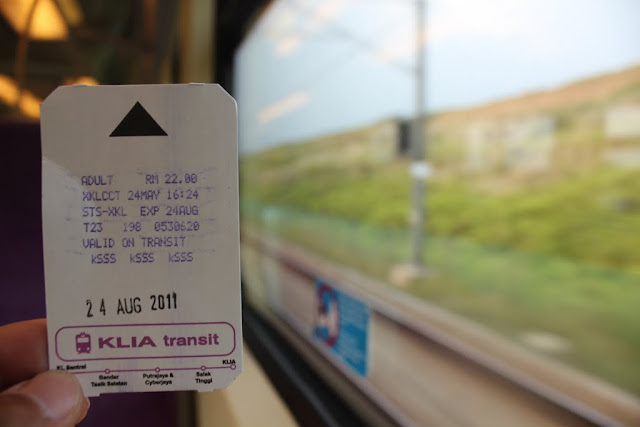 ADULT RM 22.00
XKLCCT 24MAY 16:24
STS-XKL EXP 24AUG
T23 198 0530620
VALID ON TRANSIT
kSSS kSSS kSSS
24 AUG 2011
KLIA transit
KL Sentral
Bandar Tasik Selatan
Putrajaya & Cyberjaya
Salak Tinggi
KLIA